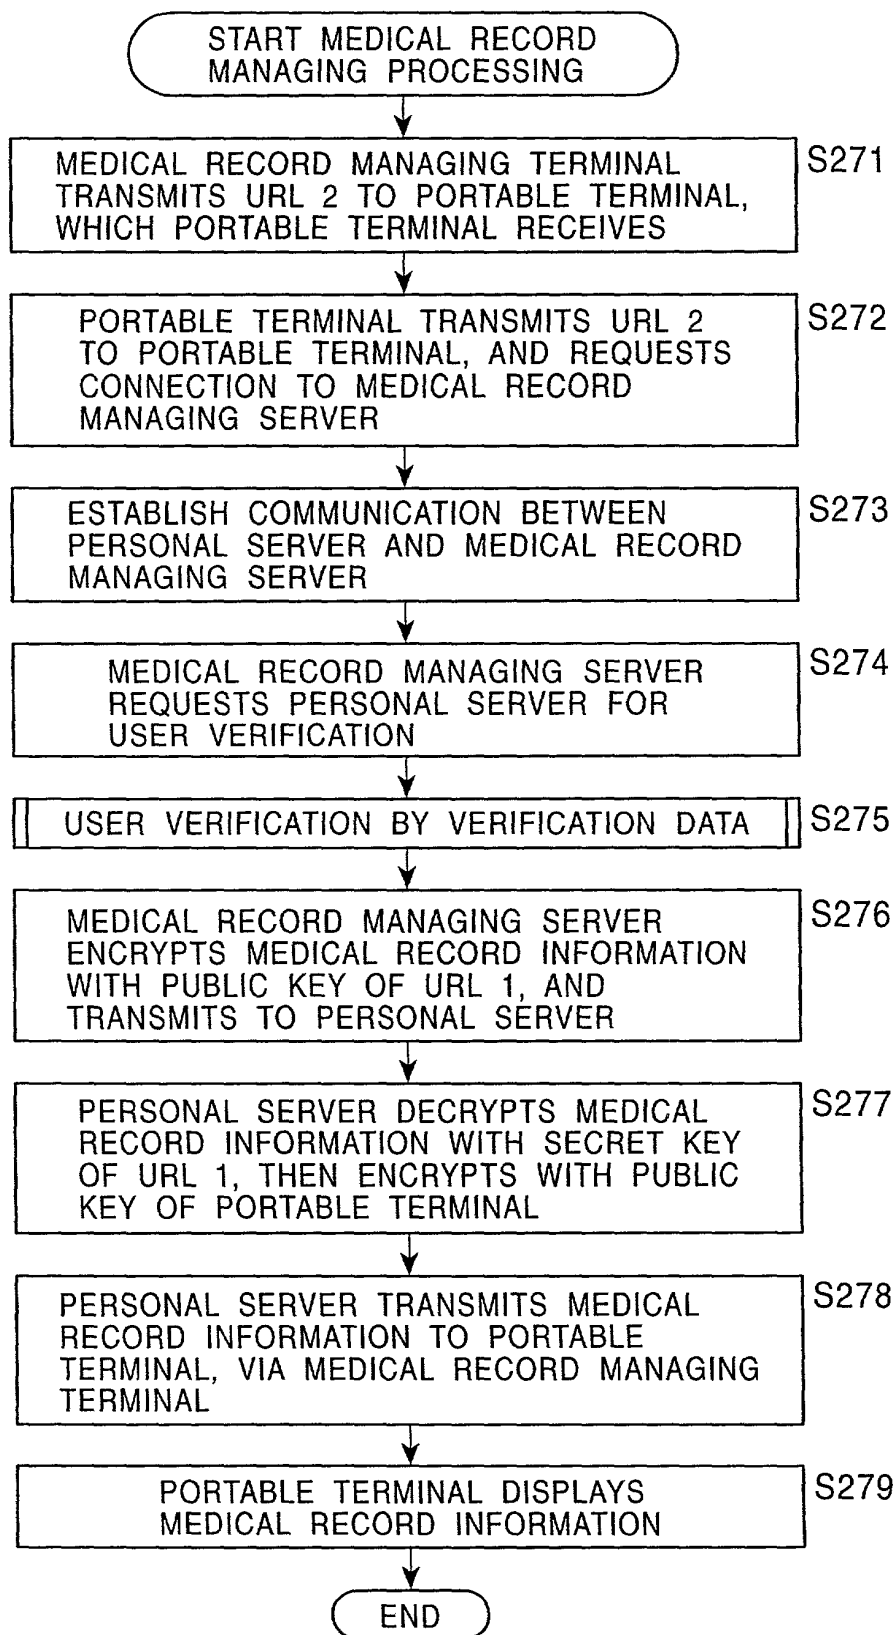 START MEDICAL RECORD
MANAGING PROCESSING
MEDICAL RECORD MANAGING TERMINAL
TRANSMITS URL 2 TO PORTABLE TERMINAL,
WHICH PORTABLE TERMINAL RECEIVES
S271
PORTABLE TERMINAL TRANSMITS URL 2
TO PORTABLE TERMINAL, AND REQUESTS
CONNECTION TO MEDICAL RECORD
MANAGING SERVER
S272
ESTABLISH COMMUNICATION BETWEEN
PERSONAL SERVER AND MEDICAL RECORD
MANAGING SERVER
S273
MEDICAL RECORD MANAGING SERVER
REQUESTS PERSONAL SERVER FOR
USER VERIFICATION
S274
USER VERIFICATION BY VERIFICATION DATA
S275
MEDICAL RECORD MANAGING SERVER
ENCRYPTS MEDICAL RECORD INFORMATION
WITH PUBLIC KEY OF URL 1, AND
TRANSMITS TO PERSONAL SERVER
S276
PERSONAL SERVER DECRYPTS MEDICAL
RECORD INFORMATION WITH SECRET KEY
OF URL 1, THEN ENCRYPTS WITH PUBLIC
KEY OF PORTABLE TERMINAL
S277
PERSONAL SERVER TRANSMITS MEDICAL
RECORD INFORMATION TO PORTABLE
TERMINAL, VIA MEDICAL RECORD MANAGING
TERMINAL
S278
PORTABLE TERMINAL DISPLAYS
MEDICAL RECORD INFORMATION
S279
END